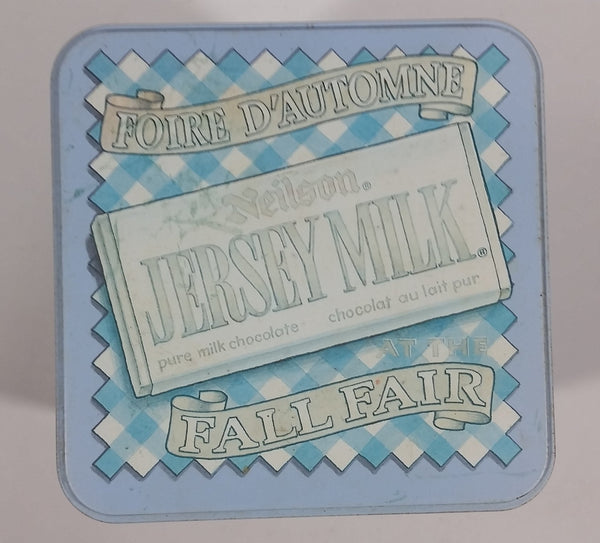 FOIRE D'AUTOMNE
Neilson®
JERSEY MILK®
pure milk chocolate chocolat au lait pur
AT THE
FALL FAIR